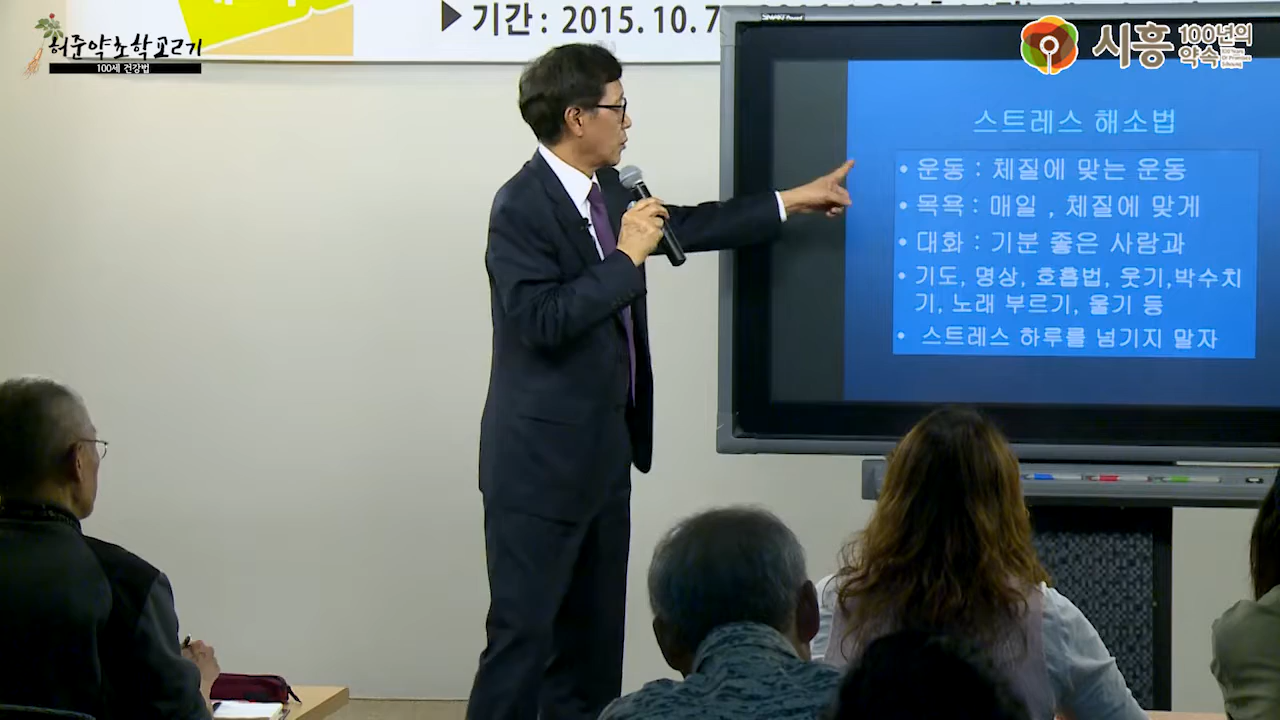 ▶기간 : 2015.10.7
허준약초학교2기
100세 건강법
시흥 100년의 약속
스트레스 해소법
• 운동 : 체질에 맞는 운동
• 목욕 : 매일 , 체질에 맞게
• 대화 : 기분 좋은 사람과
• 기도, 명상, 호흡법, 웃기,박수치
기, 노래 부르기, 울기 등
• 스트레스 하루를 넘기지 말자